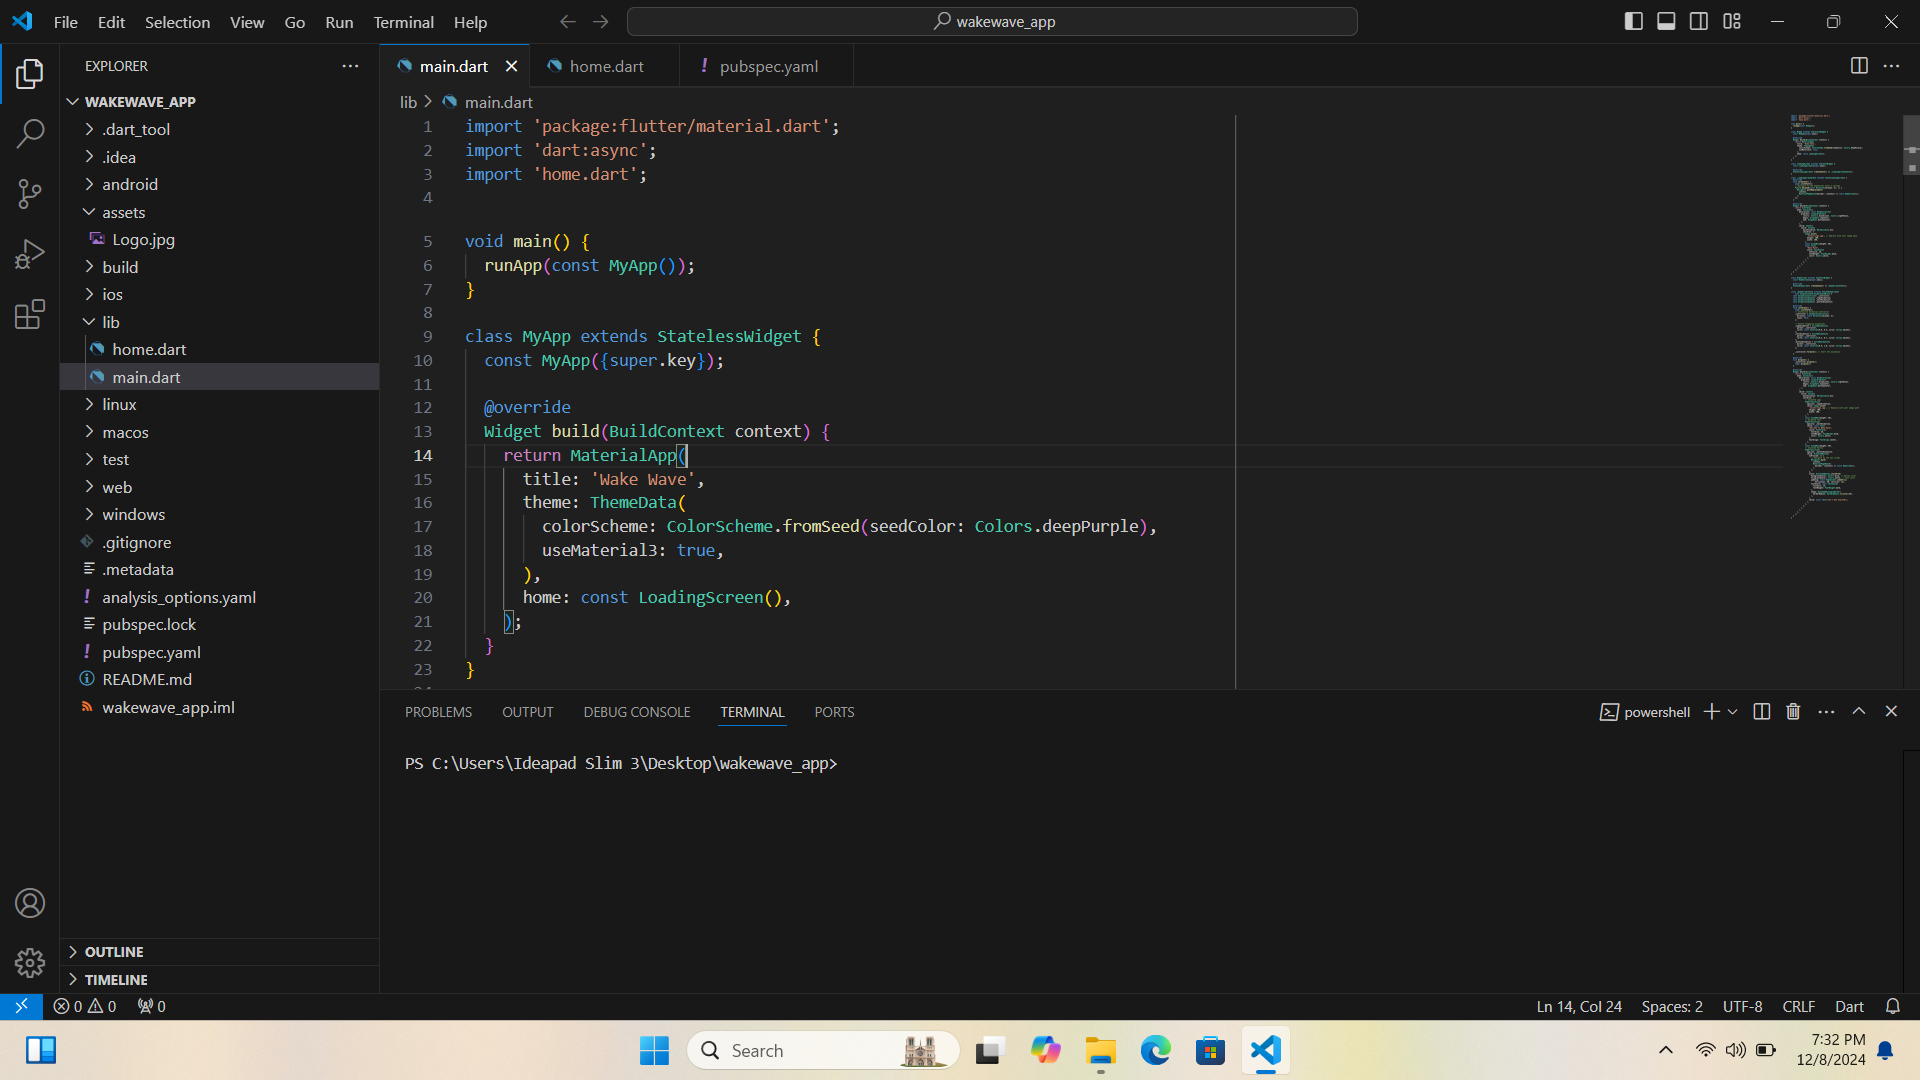 File Edit Selection View Go Run Terminal Help
wakewave_app
EXPLORER
WAKEWAVE_APP
.dart_tool
.idea
android
assets
Logo.jpg
build
ios
lib
home.dart
main.dart
linux
macos
test
web
windows
.gitignore
.metadata
analysis_options.yaml
pubspec.lock
pubspec.yaml
README.md
wakewave_app.iml
OUTLINE
TIMELINE
main.dart home.dart ! pubspec.yaml
lib > main.dart
1 import 'package:flutter/material.dart';
2 import 'dart:async';
3 import 'home.dart';
4
5 void main() {
6 runApp(const MyApp());
7 }
8
9 class MyApp extends StatelessWidget {
10 const MyApp({super.key});
11
12 @override
13 Widget build(BuildContext context) {
14 return MaterialApp(
15 title: 'Wake Wave',
16 theme: ThemeData(
17 colorScheme: ColorScheme.fromSeed(seedColor: Colors.deepPurple),
18 useMaterial3: true,
19 ),
20 home: const LoadingScreen(),
21 );
22 }
23 }
PROBLEMS OUTPUT DEBUG CONSOLE TERMINAL PORTS
powershell
PS C:\Users\Ideapad Slim 3\Desktop\wakewave_app>
0 0 0
Ln 14, Col 24 Spaces: 2 UTF-8 CRLF Dart
Search
7:32 PM
12/8/2024